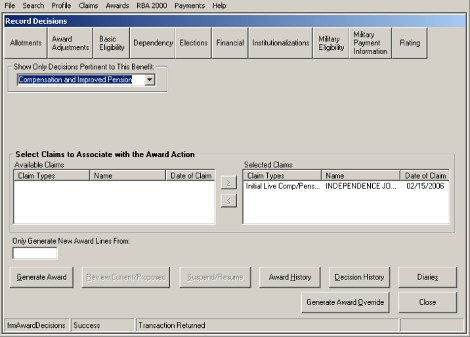 File Search Profile Claims Awards RBA 2000 Payments Help
Record Decisions
Allotments
Award Adjustments
Basic Eligibility
Dependency
Elections
Financial
Institutionalizations
Military Eligibility
Military Payment Information
Rating
Show Only Decisions Pertinent to This Benefit:
Compensation and Improved Pension
Select Claims to Associate with the Award Action
Available Claims
Claim Types Name Date of Claim
Selected Claims
Claim Types Name Date of Claim
Initial Live Comp/Pens... INDEPENDENCE JO... 02/15/2006
Only Generate New Award Lines From:
Generate Award
Review Current/Proposed
Suspend/Resume
Award History
Decision History
Diaries
Generate Award Override
Close
frmAwardDecisions Success Transaction Returned